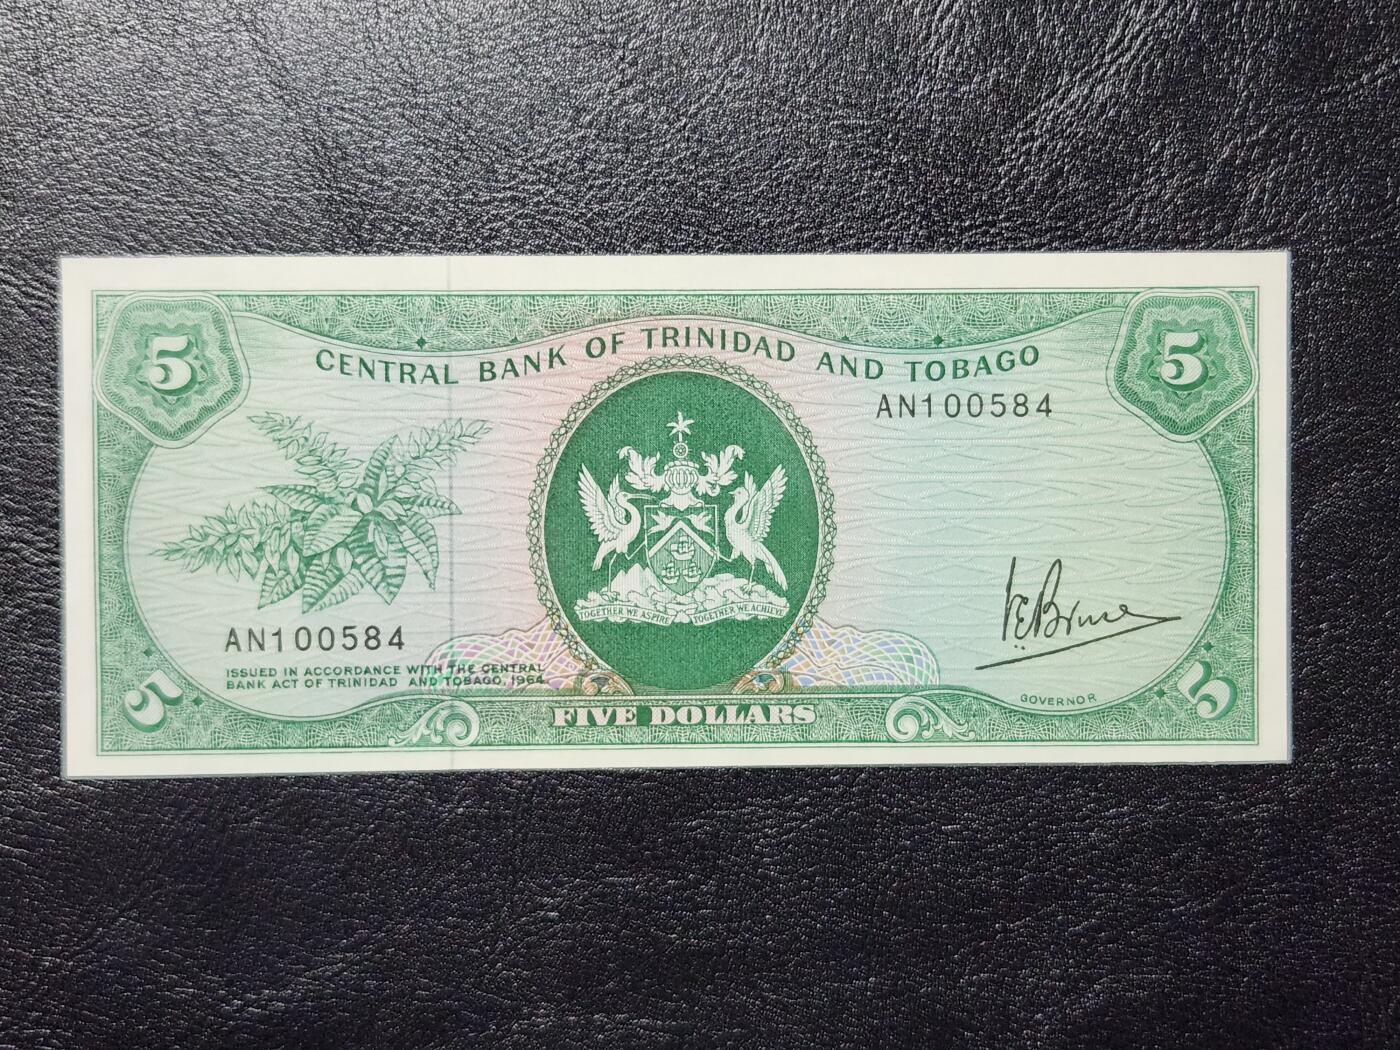 5
5
CENTRAL BANK OF TRINIDAD AND TOBAGO
AN100584
TOGETHER WE ASPIRE TOGETHER WE ACHIEVE
AN100584
ISSUED IN ACCORDANCE WITH THE CENTRAL
BANK ACT OF TRINIDAD AND TOBAGO, 1964
VEBruce
GOVERNOR
5
FIVE DOLLARS
5